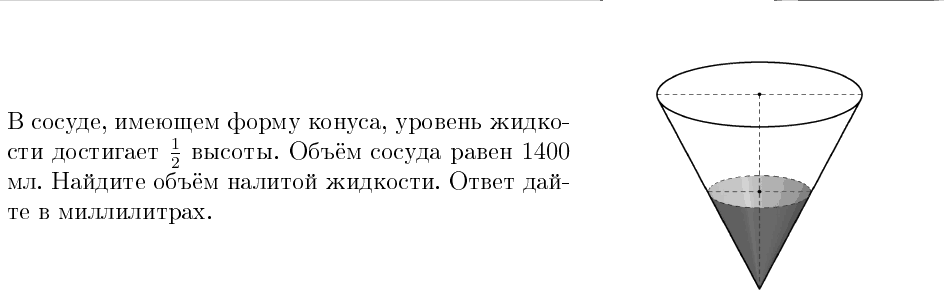 В сосуде, имеющем форму конуса, уровень жидко-
сти достигает 1/2 высоты. Объём сосуда равен 1400
мл. Найдите объём налитой жидкости. Ответ дай-
те в миллилитрах.